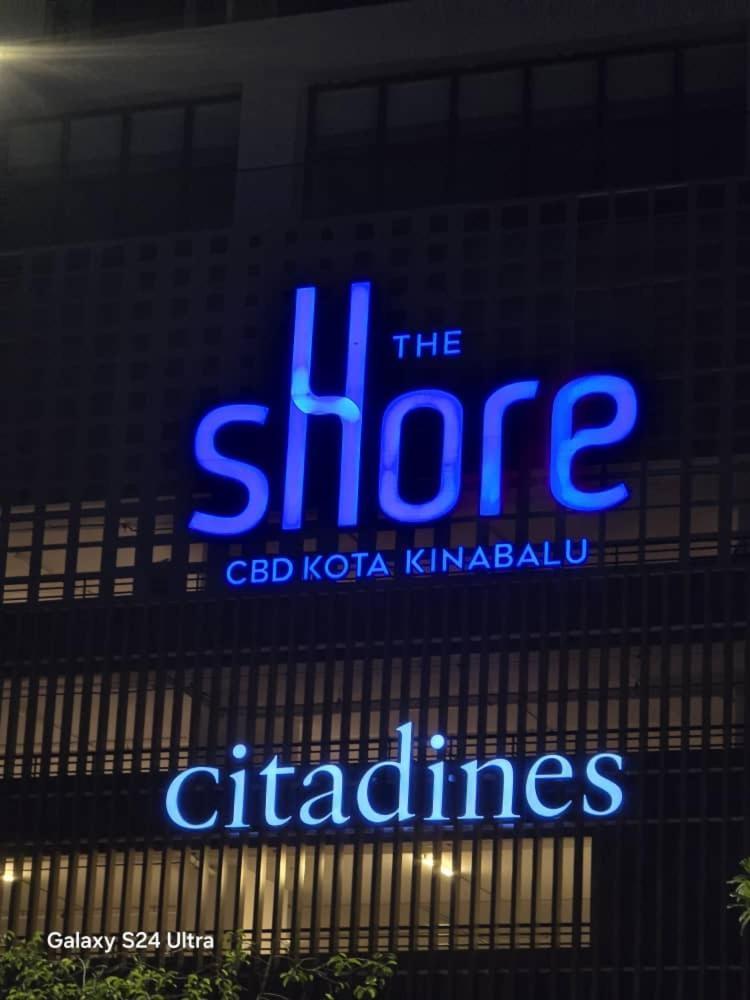 THE
sHore
CBD KOTA KINABALU
citadines
Galaxy S24 Ultra